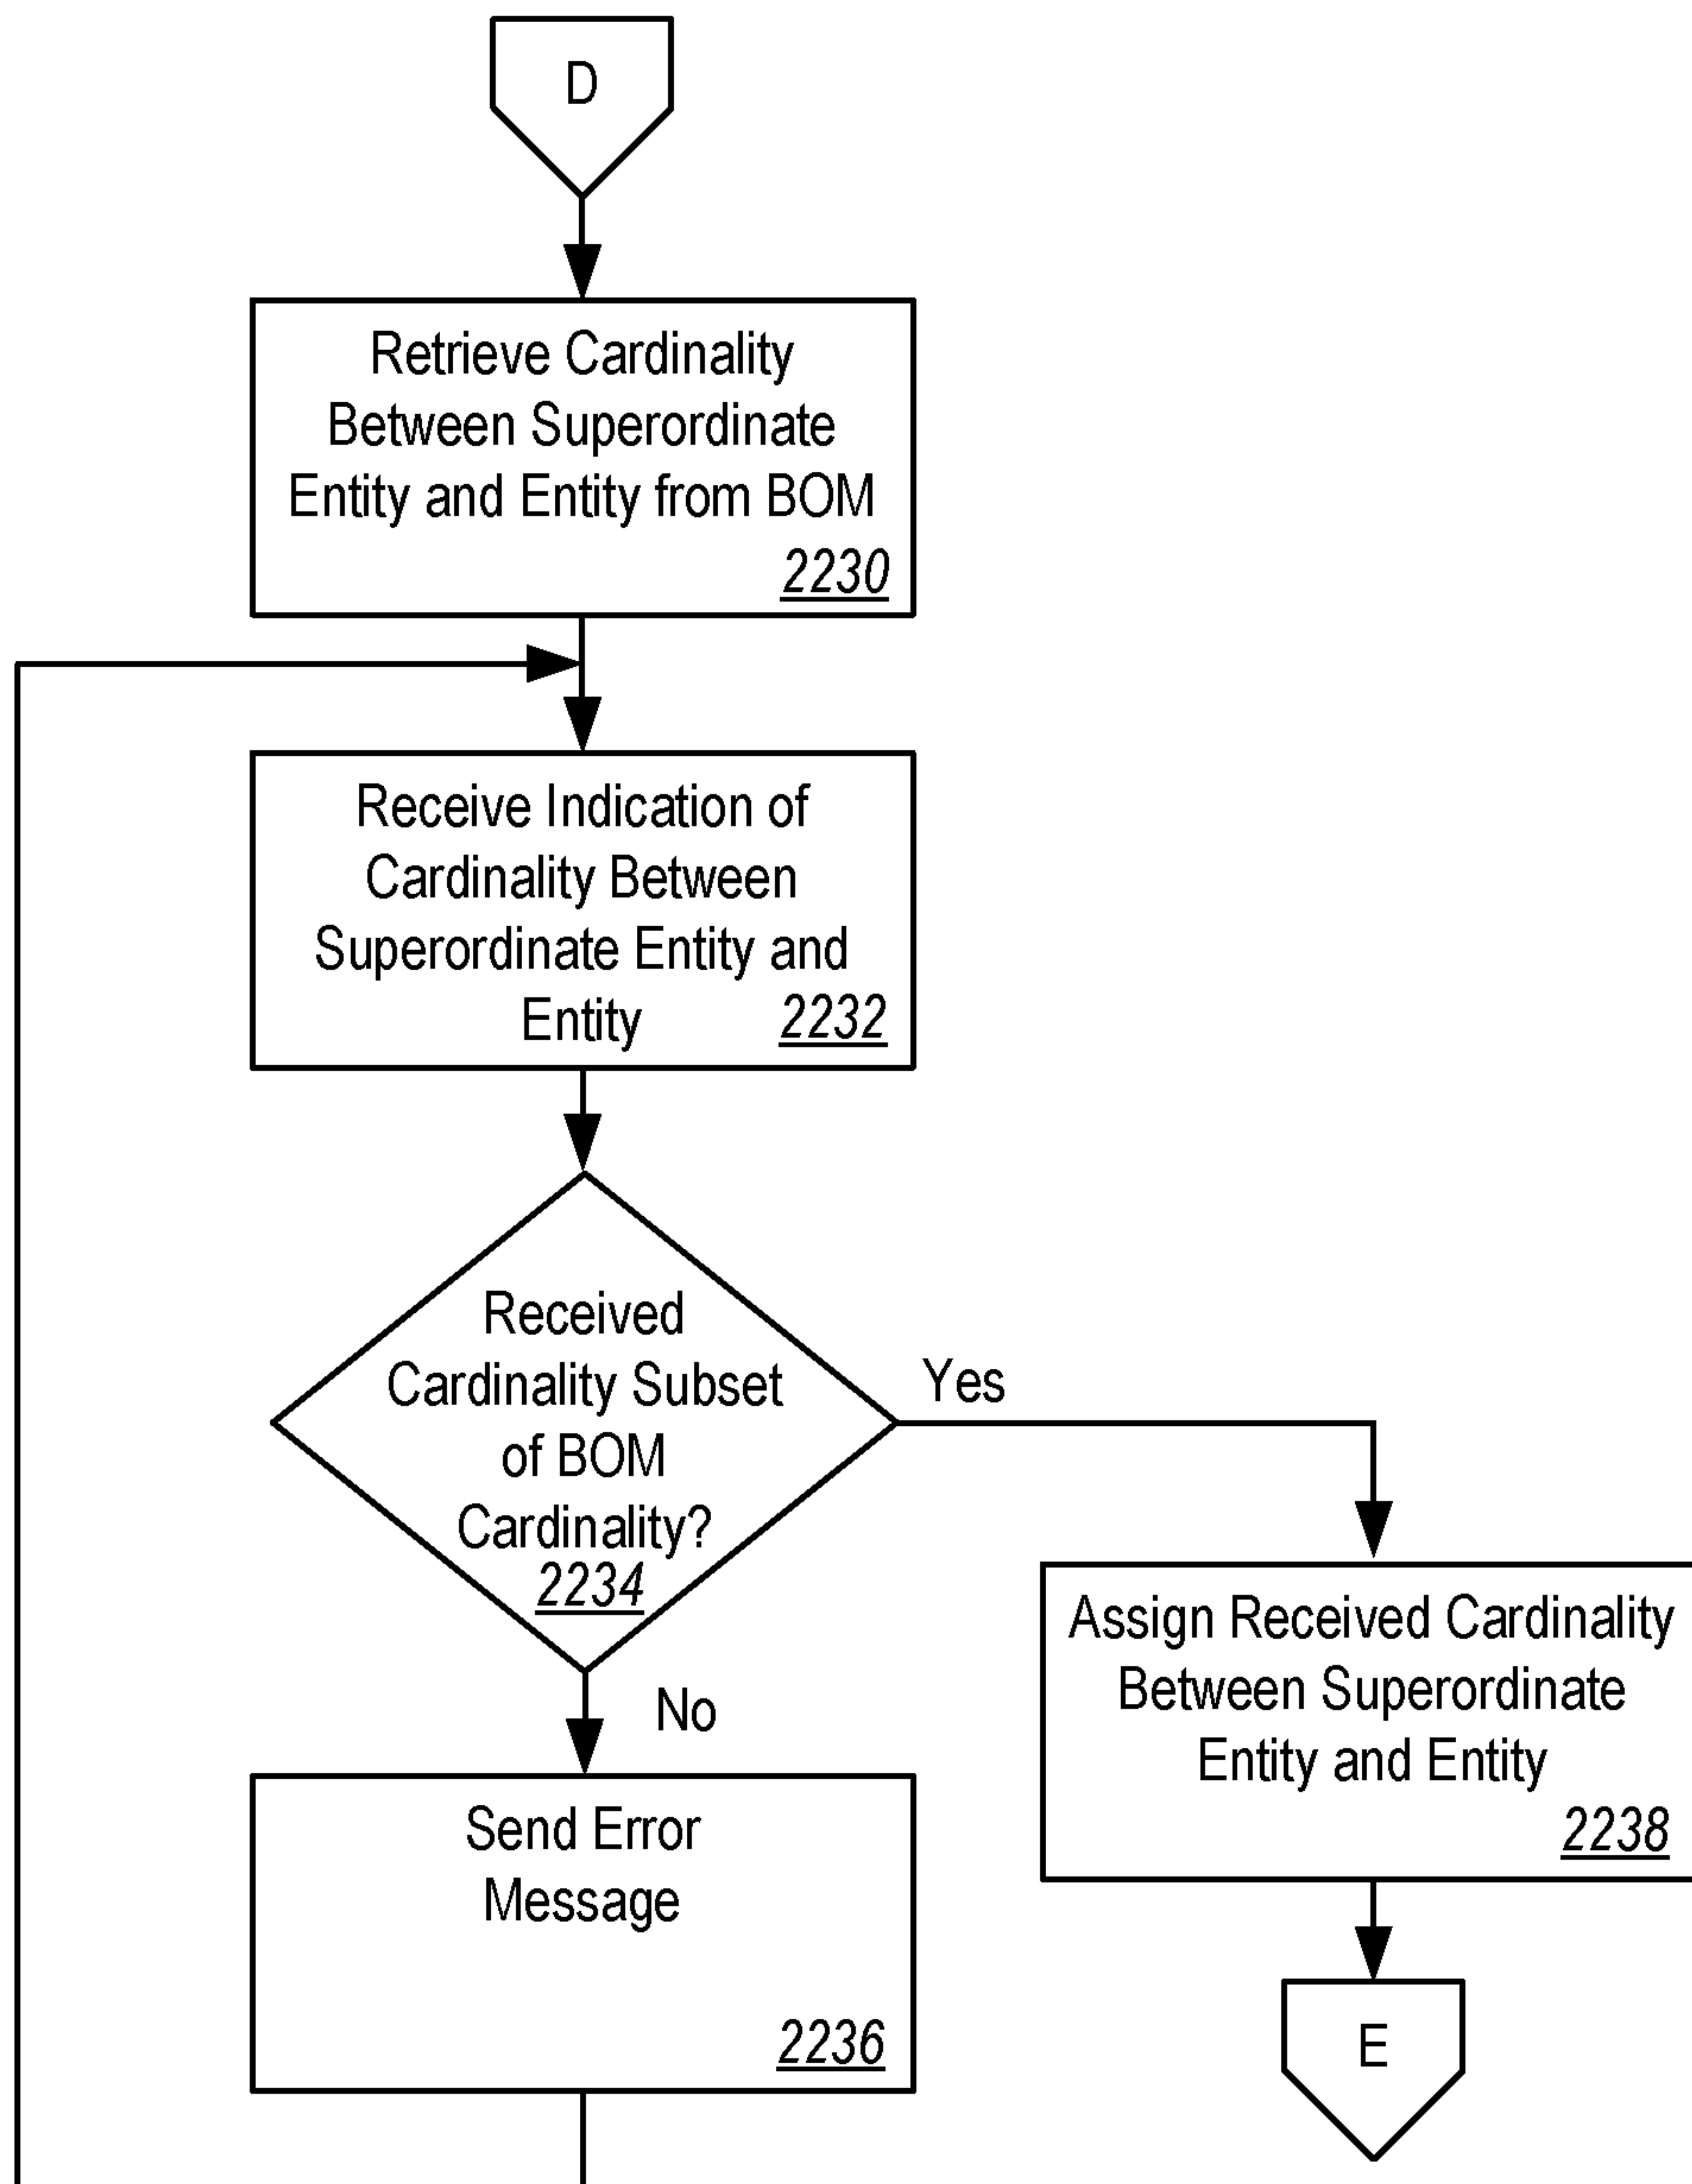 D
Retrieve Cardinality
Between Superordinate
Entity and Entity from BOM
2230
Receive Indication of
Cardinality Between
Superordinate Entity and
Entity 2232
Received
Cardinality Subset
of BOM
Cardinality?
2234
Yes
No
Send Error
Message
2236
Assign Received Cardinality
Between Superordinate
Entity and Entity
2238
E